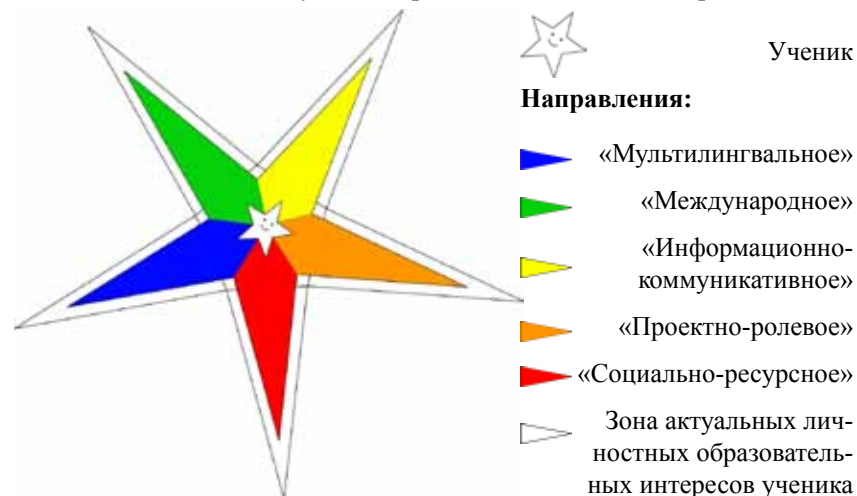 Ученик
Направления:
«Мультилингвальное»
«Международное»
«Информационно-
коммуникативное»
«Проектно-ролевое»
«Социально-ресурсное»
Зона актуальных лич-
ностных образователь-
ных интересов ученика